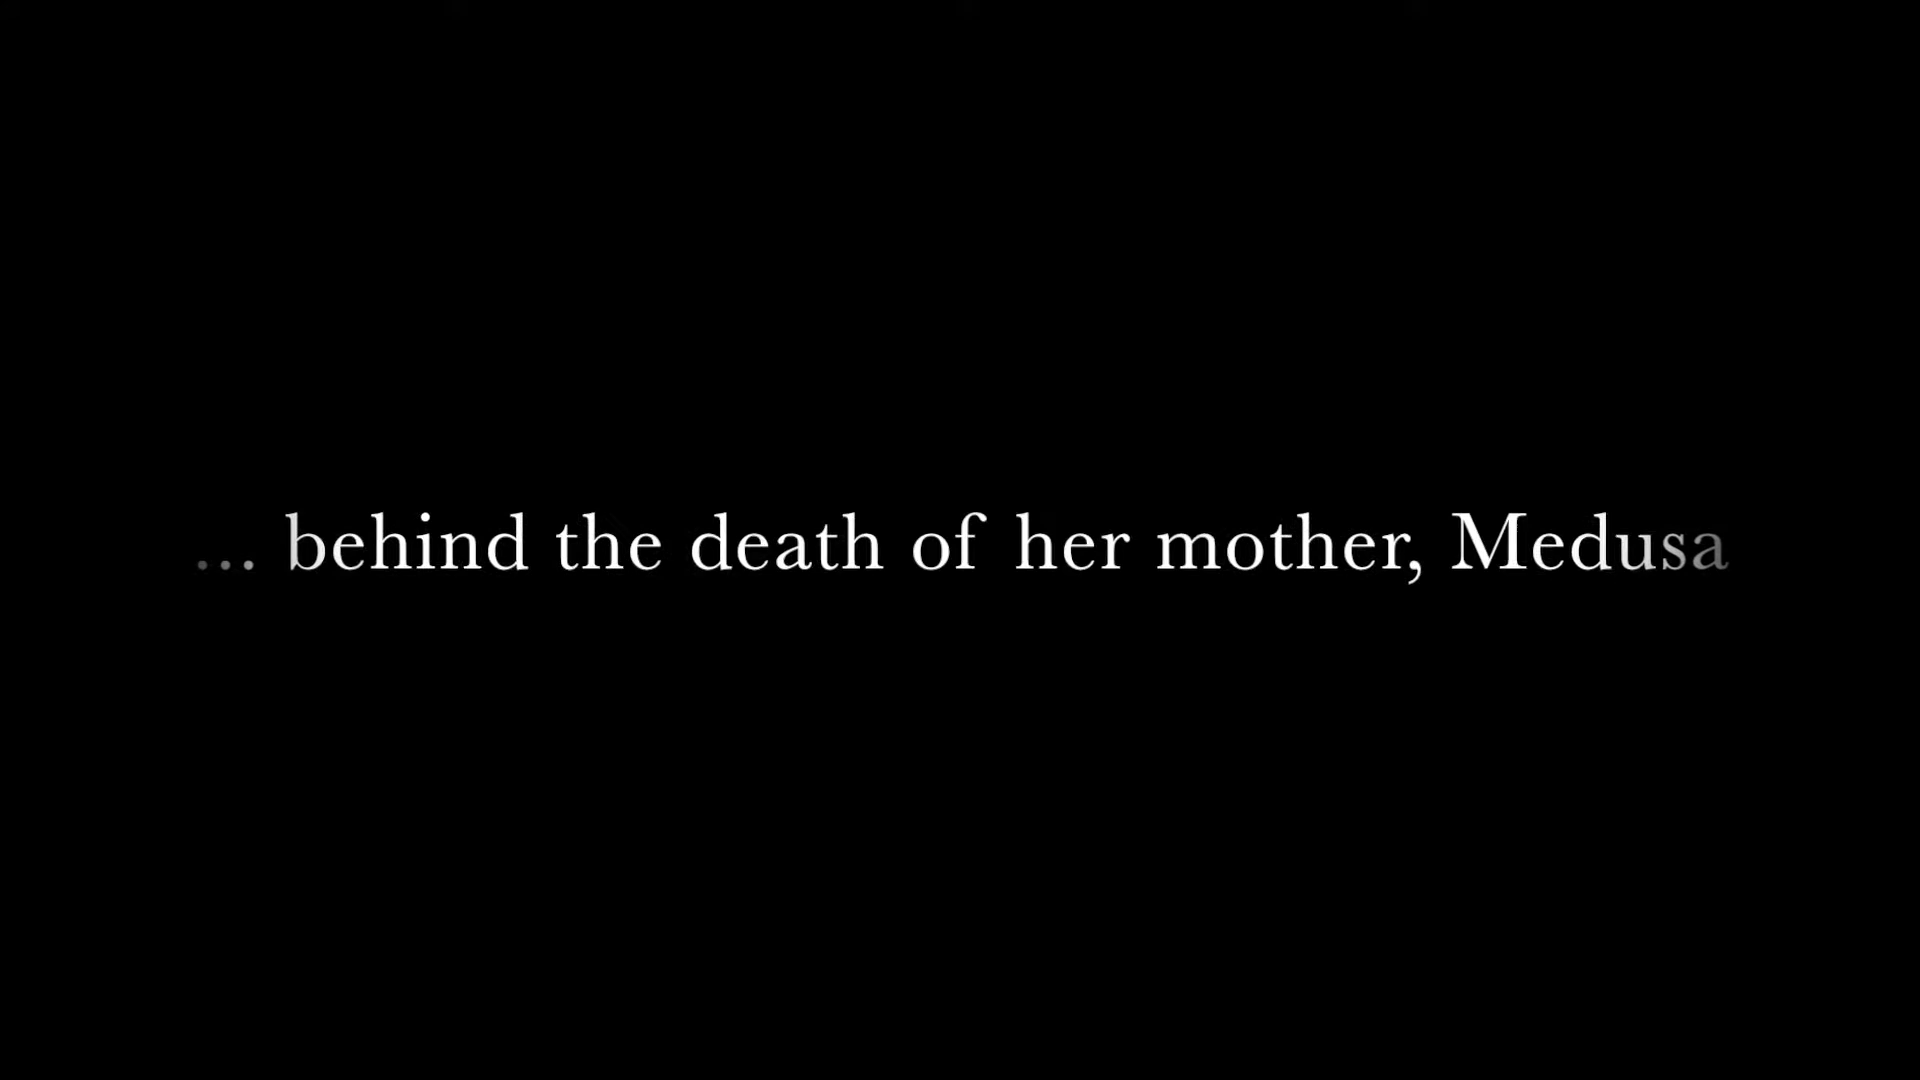 ... behind the death of her mother, Medusa